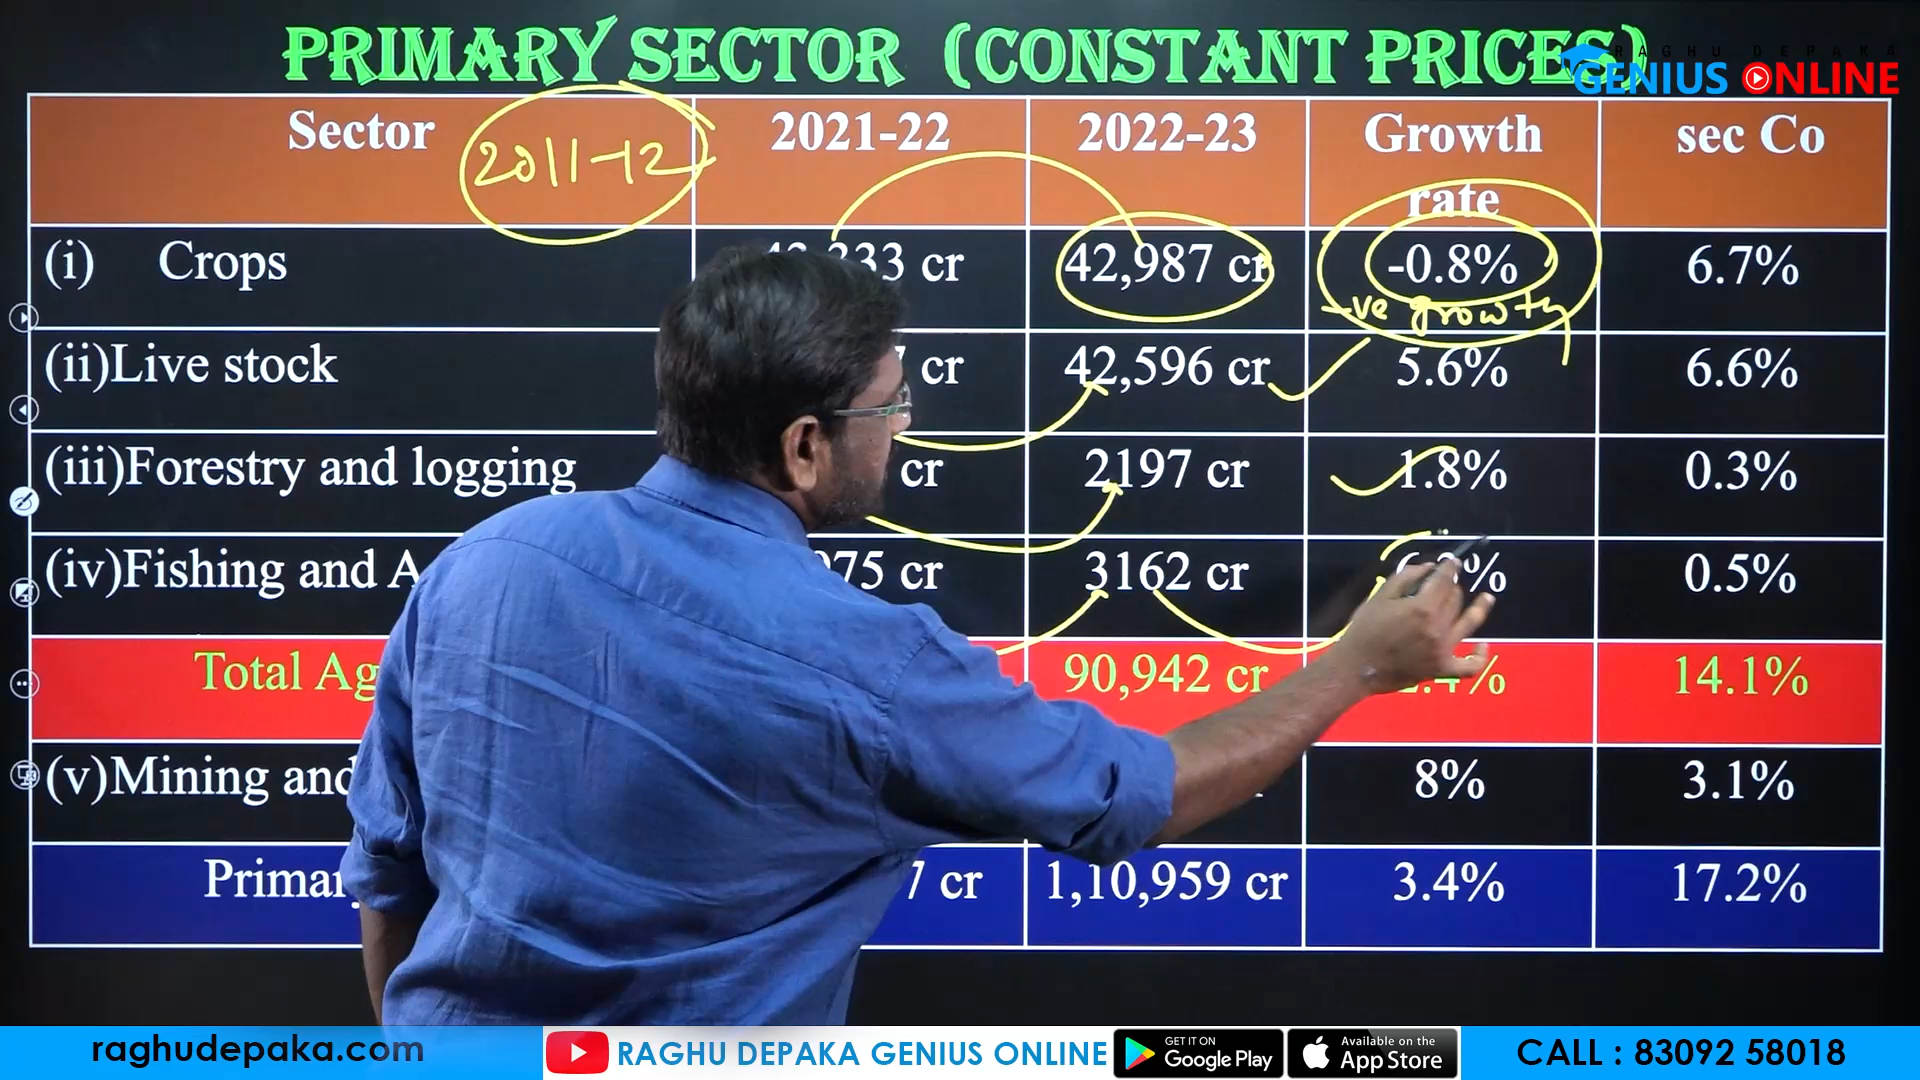 PRIMARY SECTOR (CONSTANT PRICES)
RAGHU DEPAKA
GENIUS ONLINE
Sector 2021-22 2022-23 Growth rate sec Co
2011-12
(i) Crops cr 42,987 cr -0.8% 6.7%
-ve growth
(ii)Live stock cr 42,596 cr 5.6% 6.6%
(iii)Forestry and logging cr 2197 cr 1.8% 0.3%
(iv)Fishing and cr 3162 cr 0.5%
Total 90,942 cr 14.1%
(v)Mining and 8% 3.1%
cr 1,10,959 cr 3.4% 17.2%
raghudepaka.com
RAGHU DEPAKA GENIUS ONLINE
GET IT ON
Google Play
Available on the
App Store
CALL : 83092 58018